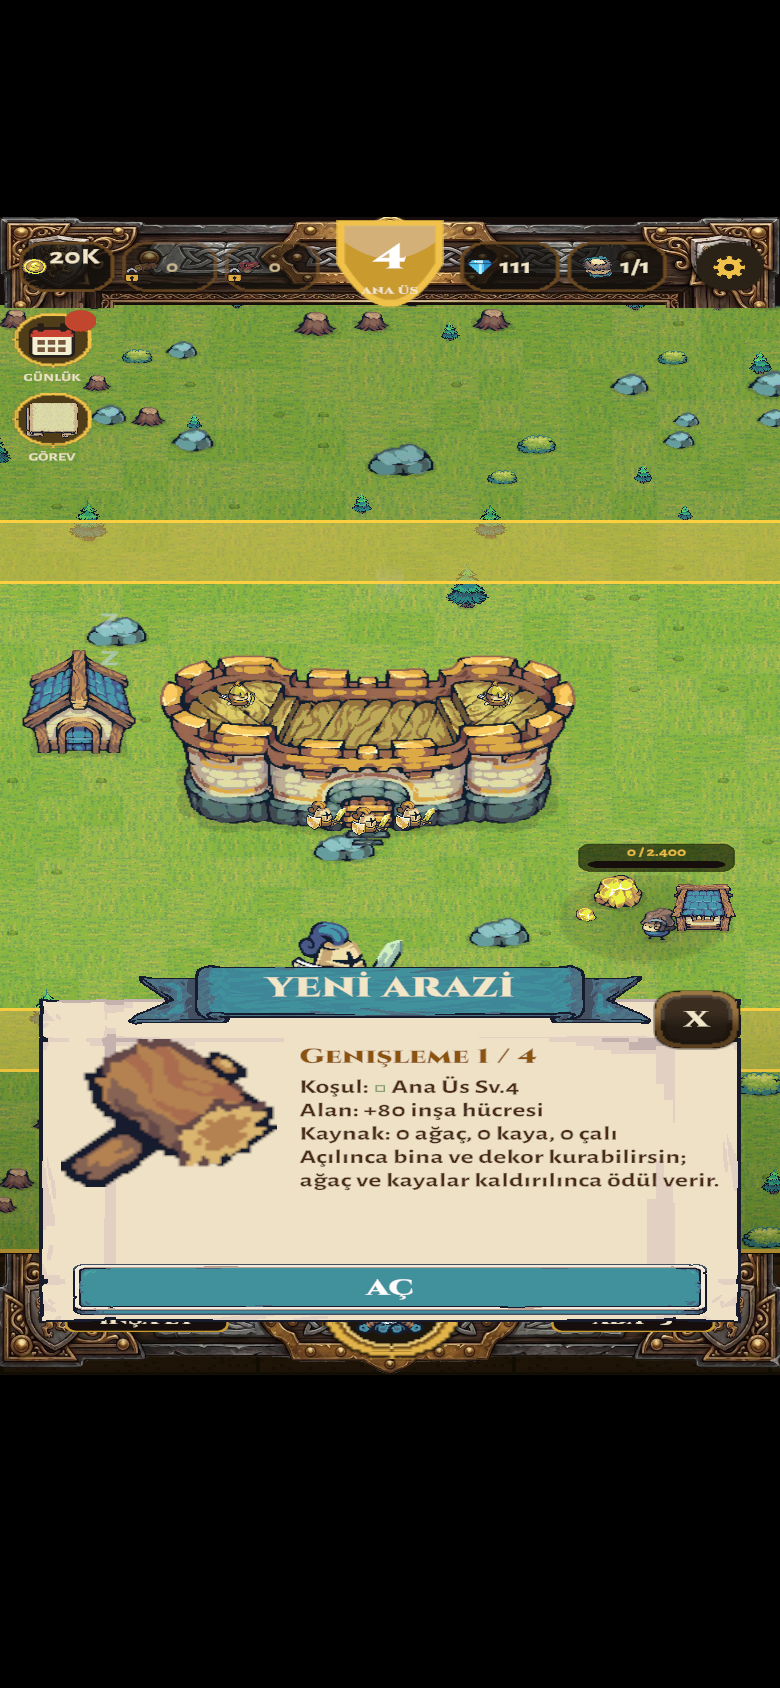 20K
0
0
4
ANA ÜS
111
1/1
GÜNLÜK
GÖREV
Z
Z
0/2.400
YENİ ARAZİ
X
GENIŞLEME 1 / 4
Koşul: □ Ana Üs Sv.4
Alan: +80 inşa hücresi
Kaynak: 0 ağaç, 0 kaya, 0 çalı
Açılınca bina ve dekor kurabilirsin;
ağaç ve kayalar kaldırılınca ödül verir.
AÇ